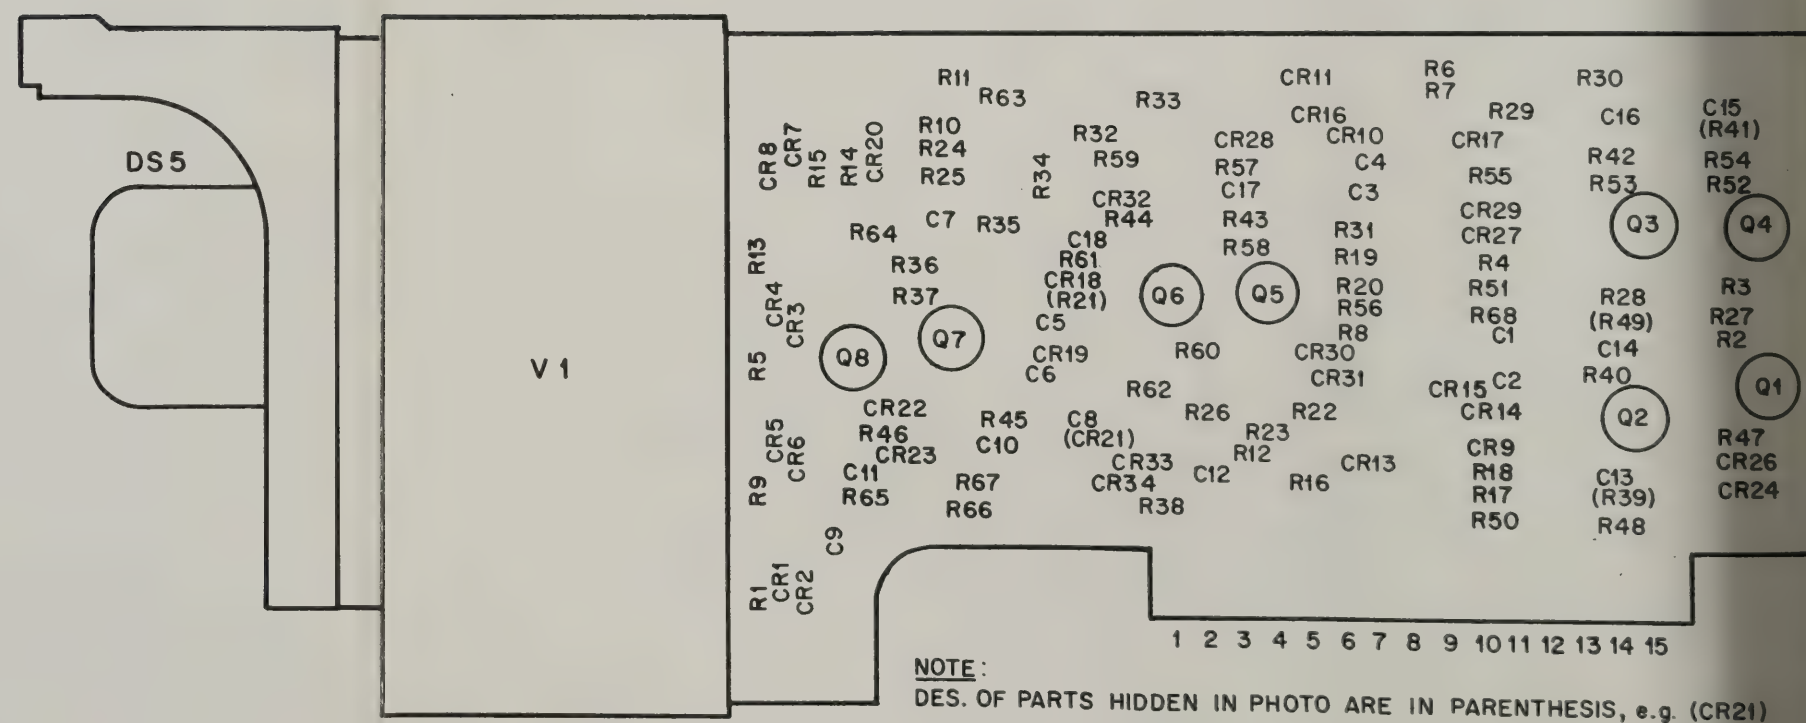 DS5
V1
CR8
CR7
R15
R14
CR20
R13
CR4
CR3
R5
CR5
CR6
R9
R1
CR1
CR2
C9
R11
R63
R10
R24
R25
R34
C7
R35
R64
R36
R37
Q7
Q8
CR22
R46
CR23
C11
R65
R45
C10
R67
R66
R33
R32
R59
CR32
R44
C18
R61
CR18
(R21)
C5
CR19
C6
Q6
Q5
R60
R62
C8
(CR21)
CR33
CR34
R38
R26
R23
R12
C12
R22
R16
CR13
CR11
CR16
CR10
CR28
R57
C17
R43
R58
C4
C3
R31
R19
R20
R56
R8
CR30
CR31
R6
R7
R29
CR17
R55
CR29
CR27
R4
R51
R68
C1
CR15
C2
CR14
CR9
R18
R17
R50
R30
C16
R42
R53
Q3
R28
(R49)
C14
R40
Q2
C13
(R39)
R48
C15
(R41)
R54
R52
Q4
R3
R27
R2
Q1
R47
CR26
CR24
1 2 3 4 5 6 7 8 9 10 11 12 13 14 15
NOTE:
DES. OF PARTS HIDDEN IN PHOTO ARE IN PARENTHESIS, e.g. (CR21)